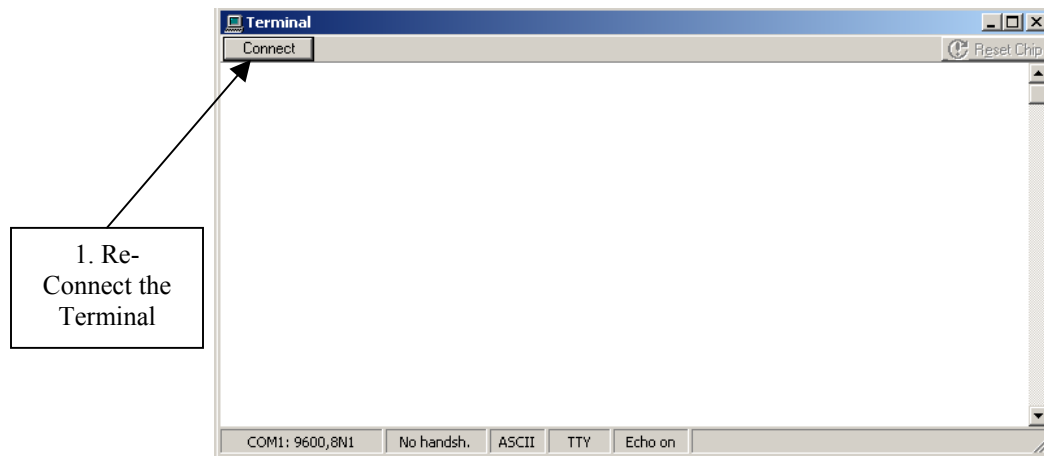 Terminal
Connect
Reset Chip
1. Re-
Connect the
Terminal
COM1: 9600,8N1 No handsh. ASCII TTY Echo on